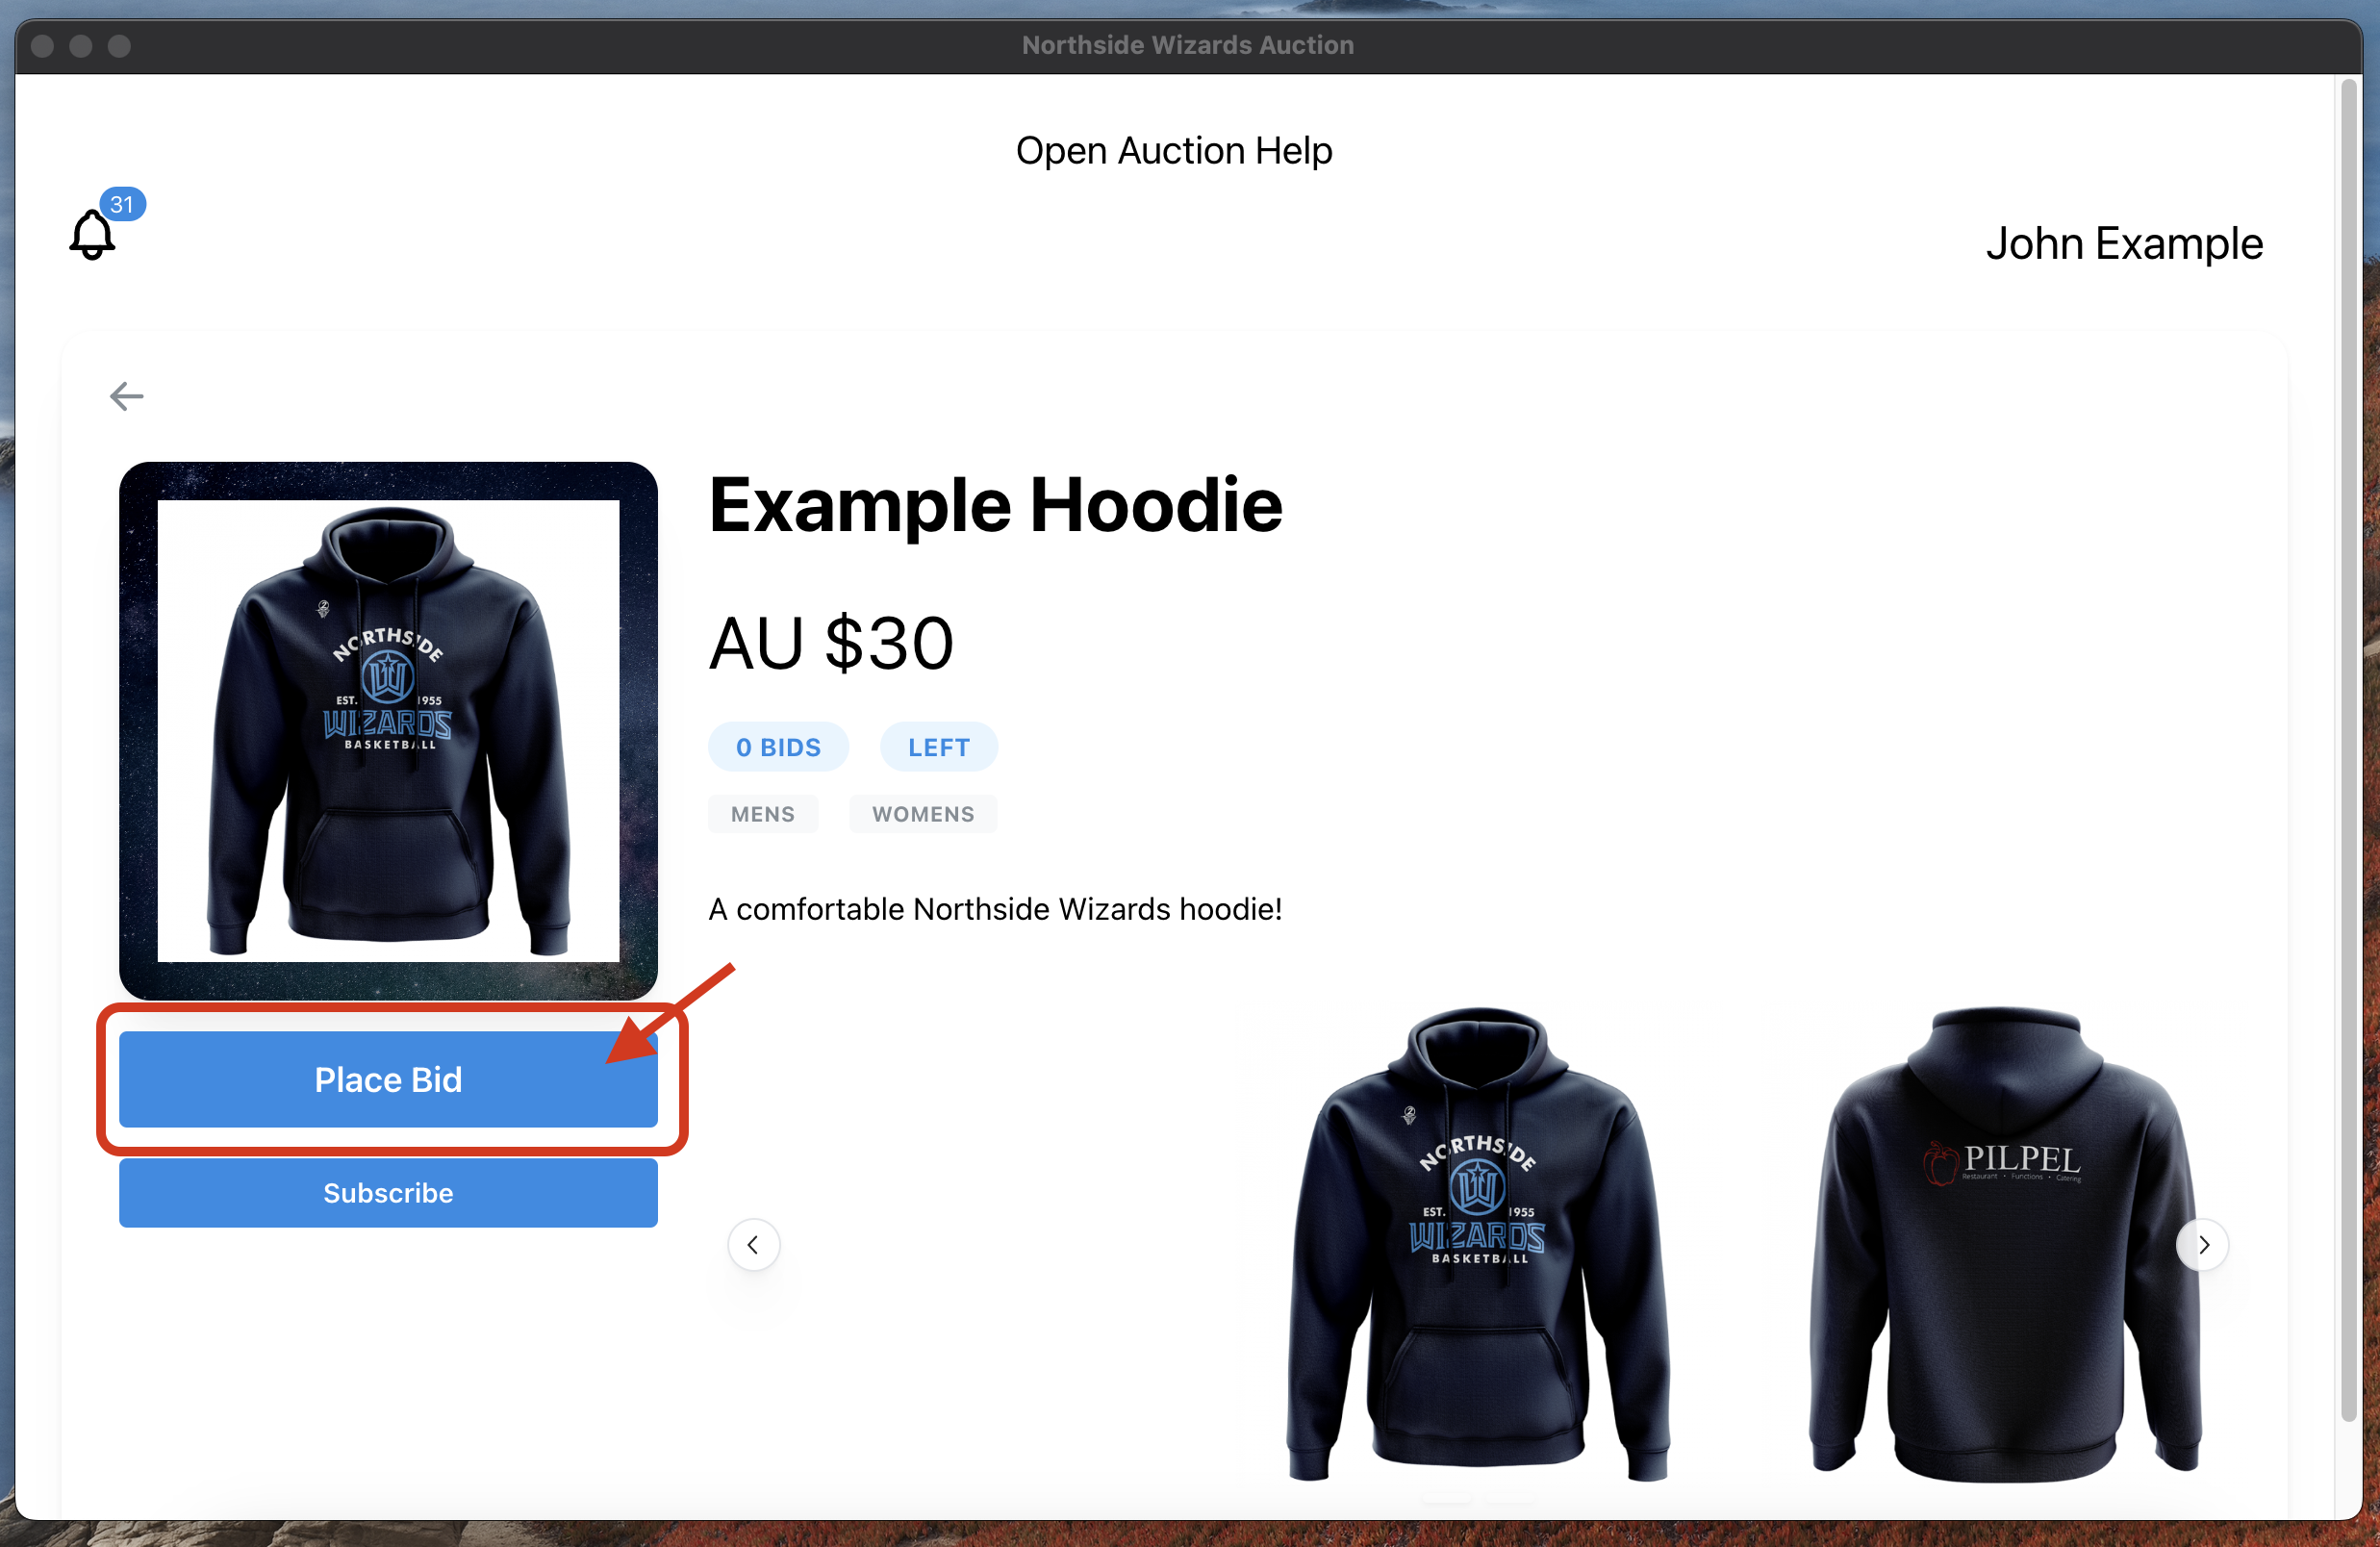 Northside Wizards Auction
Open Auction Help
31
John Example
Example Hoodie
AU $30
0 BIDS LEFT
MENS WOMENS
A comfortable Northside Wizards hoodie!
NORTHSIDE
EST. 1955
WIZARDS
BASKETBALL
Place Bid
Subscribe
NORTHSIDE
EST. 1955
WIZARDS
BASKETBALL
PILPEL
Restaurant • Functions • Catering